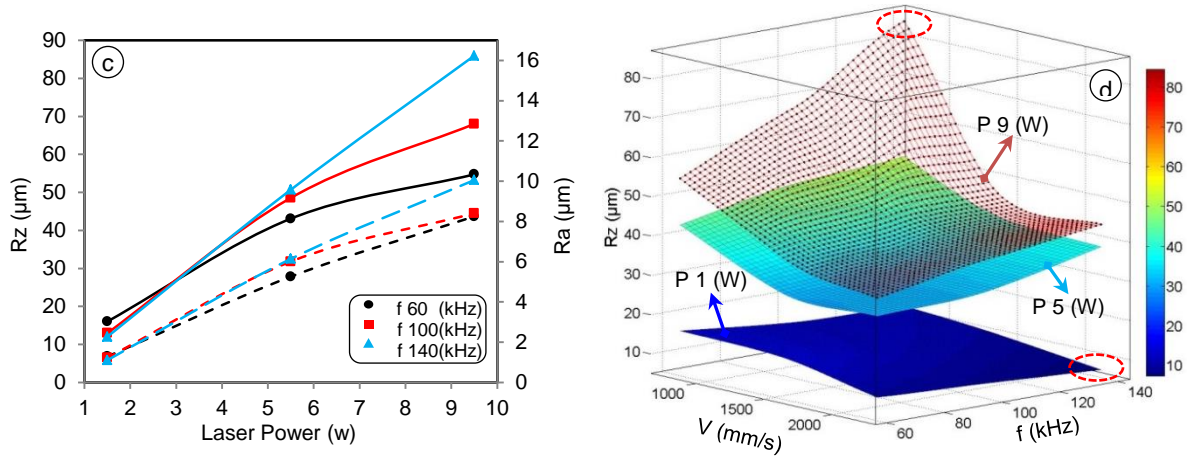 c
90
80
70
60
50
40
30
20
10
0
Rz (µm)
1 2 3 4 5 6 7 8 9 10
Laser Power (w)
16
14
12
10
8
6
4
2
0
Ra (µm)
f 60 (kHz)
f 100(kHz)
f 140(kHz)
d
80
70
60
50
40
30
20
10
Rz (µm)
P 9 (W)
P 1 (W)
P 5 (W)
1000 1500 2000
V (mm/s)
60 80 100 120 140
f (kHz)
80
70
60
50
40
30
20
10